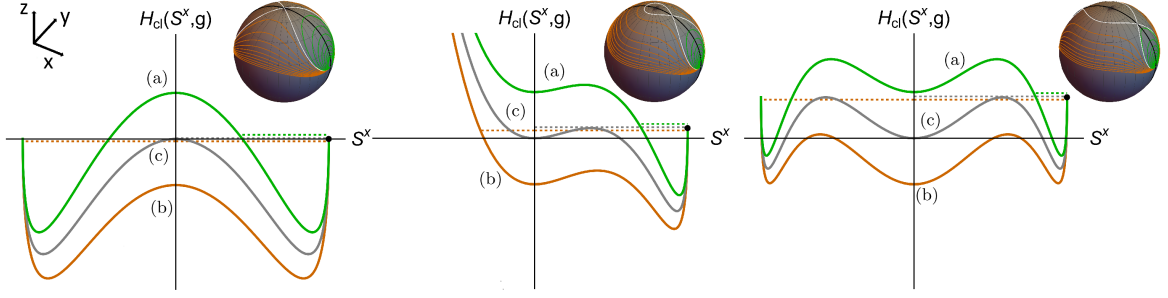 z
y
x
H_cl(S^x,g)
(a)
(c)
(b)
S^x
H_cl(S^x,g)
(a)
(c)
(b)
S^x
H_cl(S^x,g)
(a)
(c)
(b)
S^x